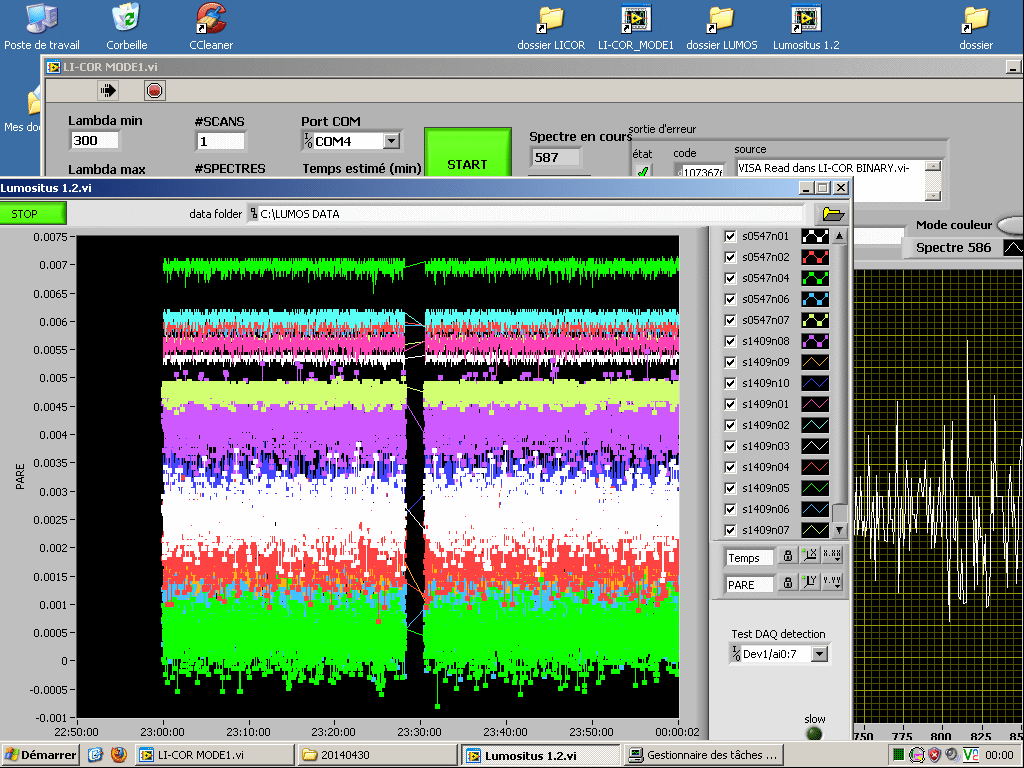 Poste de travail
Corbeille
CCleaner
dossier LICOR
LI-COR_MODE1
dossier LUMOS
Lumositus 1.2
dossier
LI-COR MODE1.vi
Lambda min
#SCANS
Port COM
300
1
COM4
START
Spectre en cours
587
sortie d'erreur
état
code
source
VISA Read dans LI-COR BINARY.vi-
Lambda max
#SPECTRES
Temps estimé (min)
Lumositus 1.2.vi
STOP
data folder
C:\LUMOS DATA
Mode couleur
Spectre 586
0.0075
0.007
0.0065
0.006
0.0055
0.005
0.0045
0.004
0.0035
0.003
0.0025
0.002
0.0015
0.001
0.0005
0
-0.0005
-0.001
PARE
22:50:00
23:00:00
23:10:00
23:20:00
23:30:00
23:40:00
23:50:00
00:00:02
s0547n01
s0547n02
s0547n04
s0547n06
s0547n07
s1409n08
s1409n09
s1409n10
s1409n01
s1409n02
s1409n03
s1409n04
s1409n05
s1409n06
s1409n07
Temps
PARE
Test DAQ detection
Dev1/ai0:7
slow
750
775
800
825
Démarrer
LI-COR MODE1.vi
20140430
Lumositus 1.2.vi
Gestionnaire des tâches ...
00:00